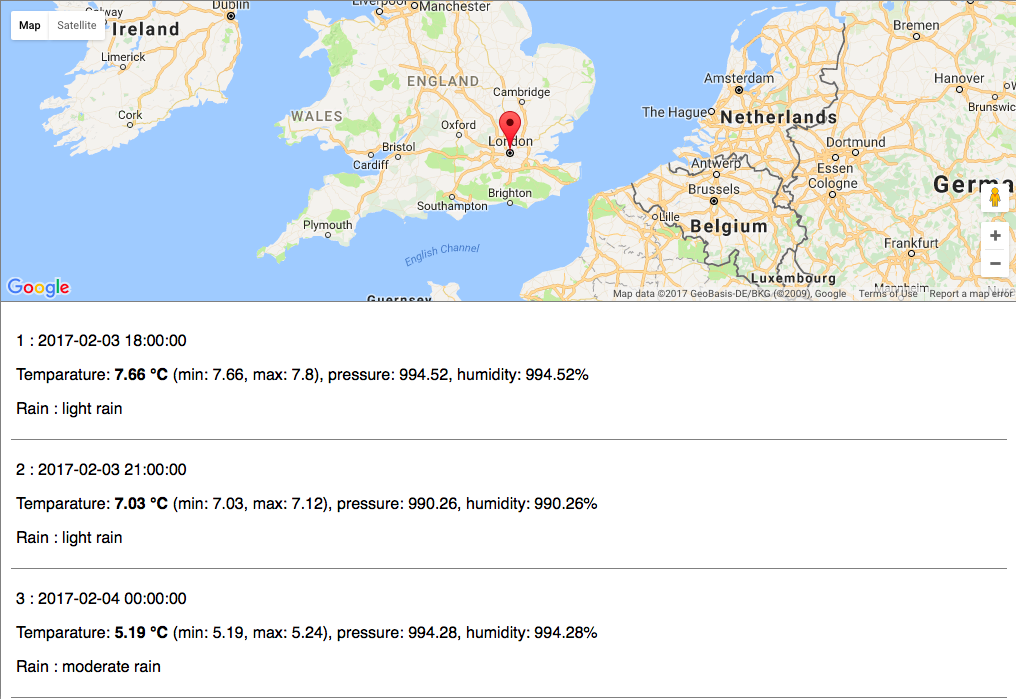 Dublin
Liverpool
Manchester
Galway
Map Satellite
Ireland
Bremen
Limerick
Amsterdam
Hanover
ENGLAND
Cambridge
The Hague
Netherlands
Brunswick
Cork
WALES
Oxford
London
Dortmund
Bristol
Cardiff
Antwerp
Essen
Cologne
Brussels
Brighton
Southampton
Lille
Belgium
Germa
Plymouth
English Channel
Frankfurt
+
−
Luxembourg
Google
Guernsey
Mannheim
Nur
Map data ©2017 GeoBasis-DE/BKG (©2009), Google Terms of Use Report a map error
1 : 2017-02-03 18:00:00
Temparature: 7.66 °C (min: 7.66, max: 7.8), pressure: 994.52, humidity: 994.52%
Rain : light rain
2 : 2017-02-03 21:00:00
Temparature: 7.03 °C (min: 7.03, max: 7.12), pressure: 990.26, humidity: 990.26%
Rain : light rain
3 : 2017-02-04 00:00:00
Temparature: 5.19 °C (min: 5.19, max: 5.24), pressure: 994.28, humidity: 994.28%
Rain : moderate rain